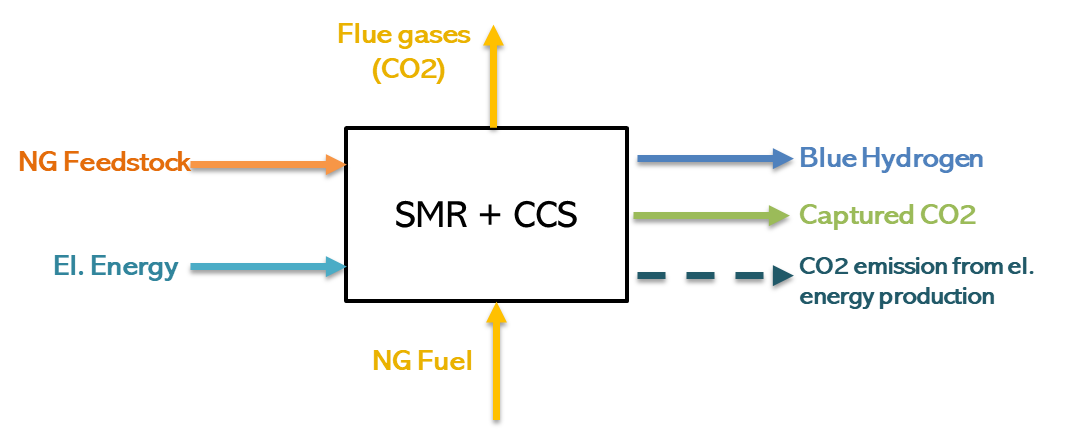 Flue gases
(CO2)
NG Feedstock
SMR + CCS
Blue Hydrogen
Captured CO2
El. Energy
CO2 emission from el.
energy production
NG Fuel